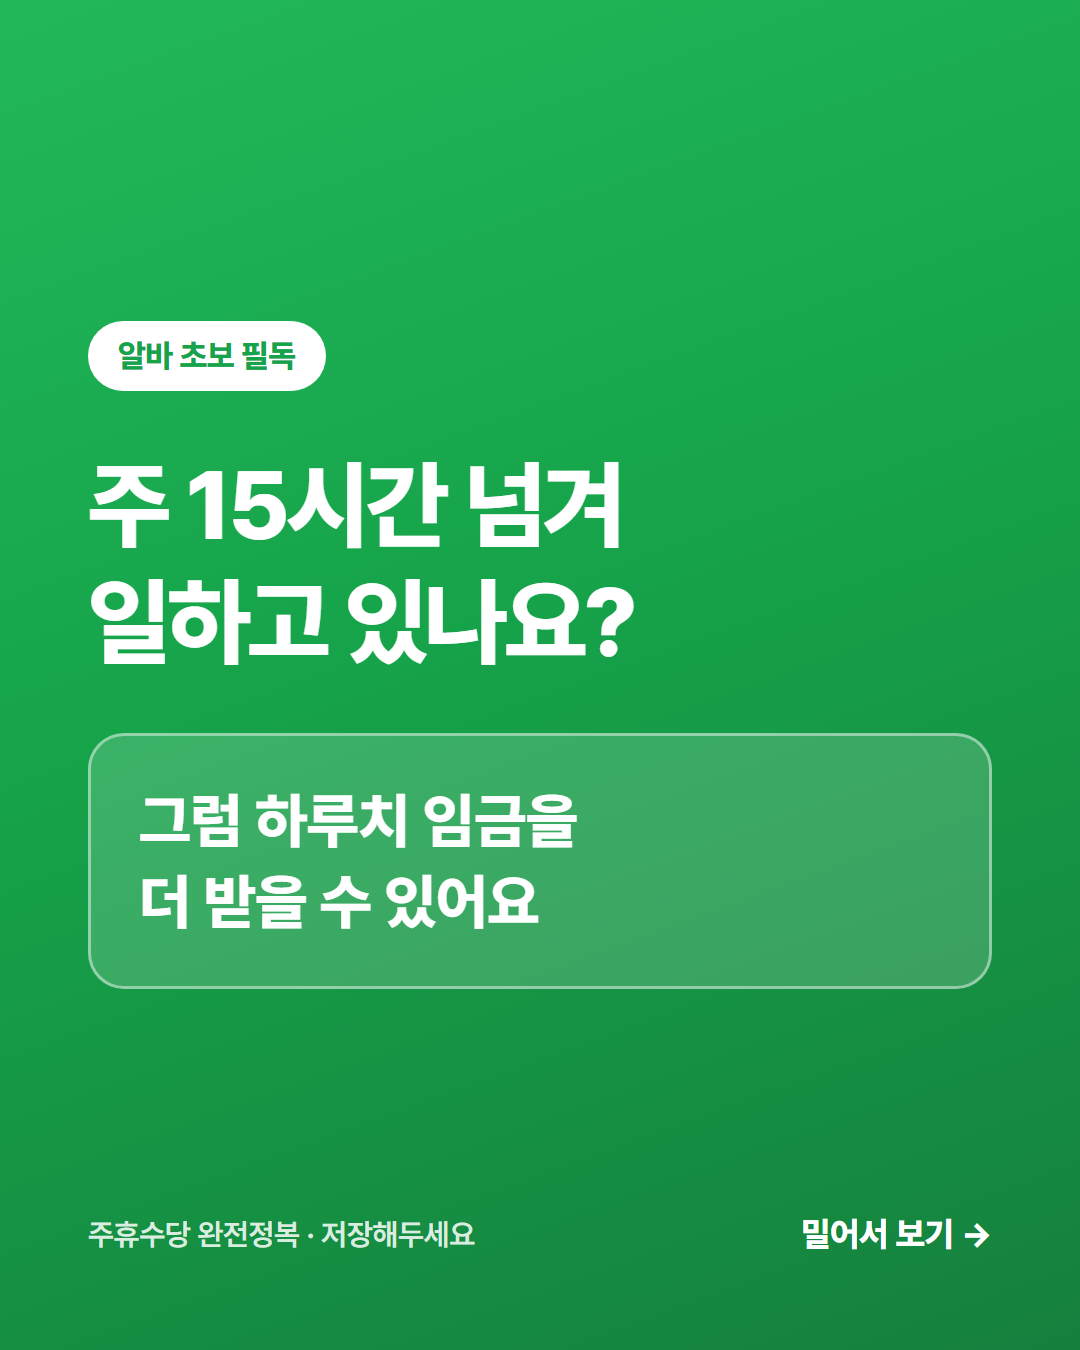 알바 초보 필독
주 15시간 넘겨
일하고 있나요?
그럼 하루치 임금을
더 받을 수 있어요
주휴수당 완전정복 · 저장해두세요
밀어서 보기 →